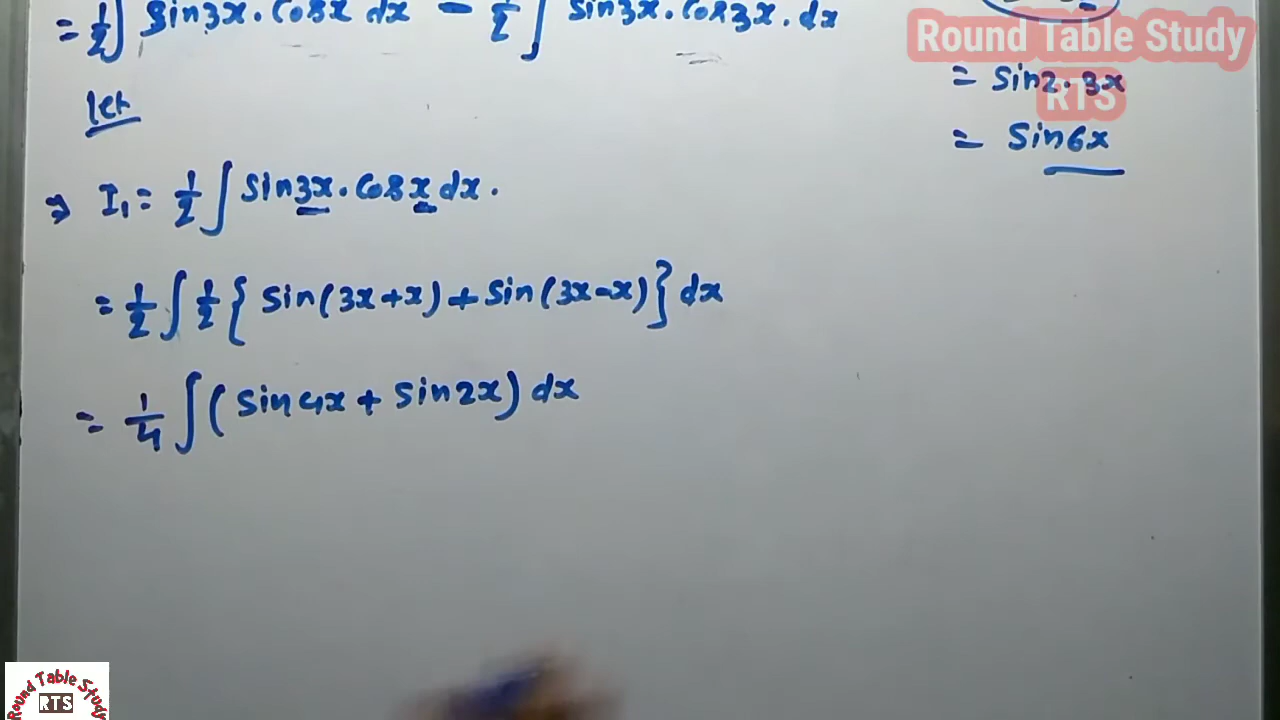 = 1/2 ∫ sin3x. Cosx dx - 1/2 ∫ sin3x. Cos3x. dx
let
⇒ I₁ = 1/2 ∫ sin3x. Cosx dx.
= 1/2 ∫ 1/2 { sin(3x+x) + sin(3x-x) } dx
= 1/4 ∫ ( sin4x + sin2x ) dx
Round Table Study
RTS
= sin2.3x
= sin6x
Round Table Study
RTS